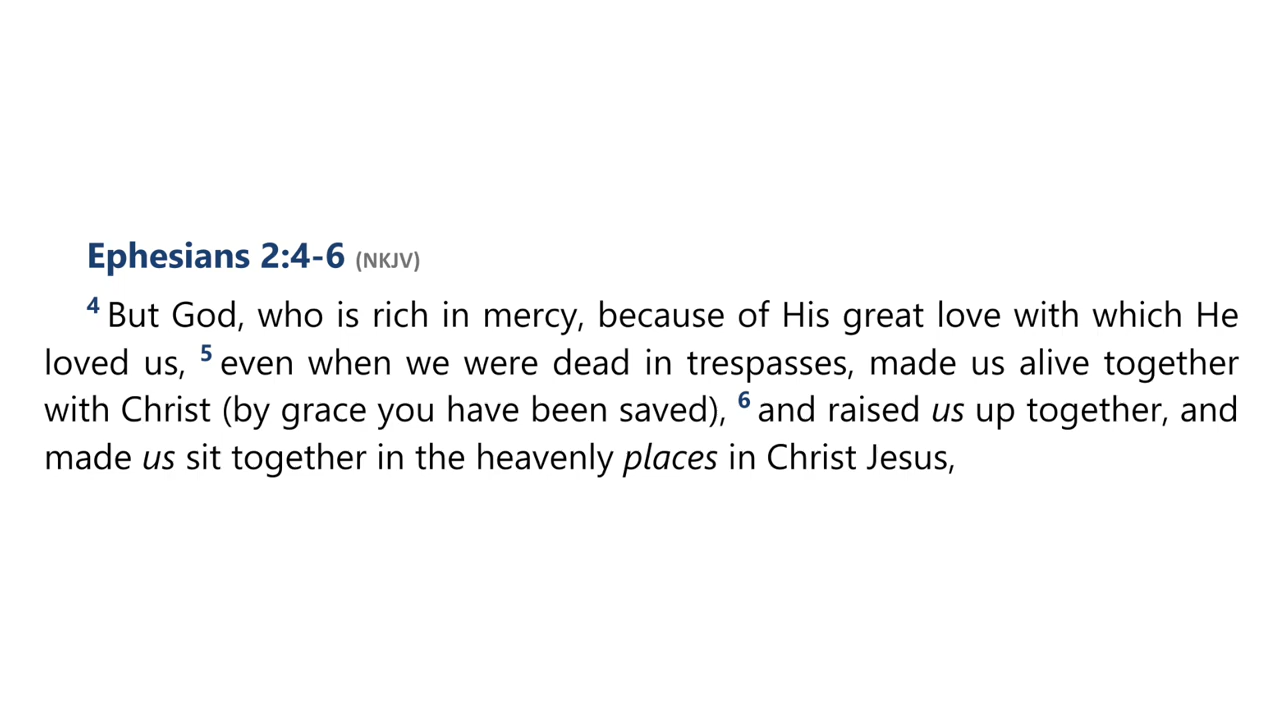 Ephesians 2:4-6 (NKJV)
4 But God, who is rich in mercy, because of His great love with which He
loved us, 5 even when we were dead in trespasses, made us alive together
with Christ (by grace you have been saved), 6 and raised us up together, and
made us sit together in the heavenly places in Christ Jesus,